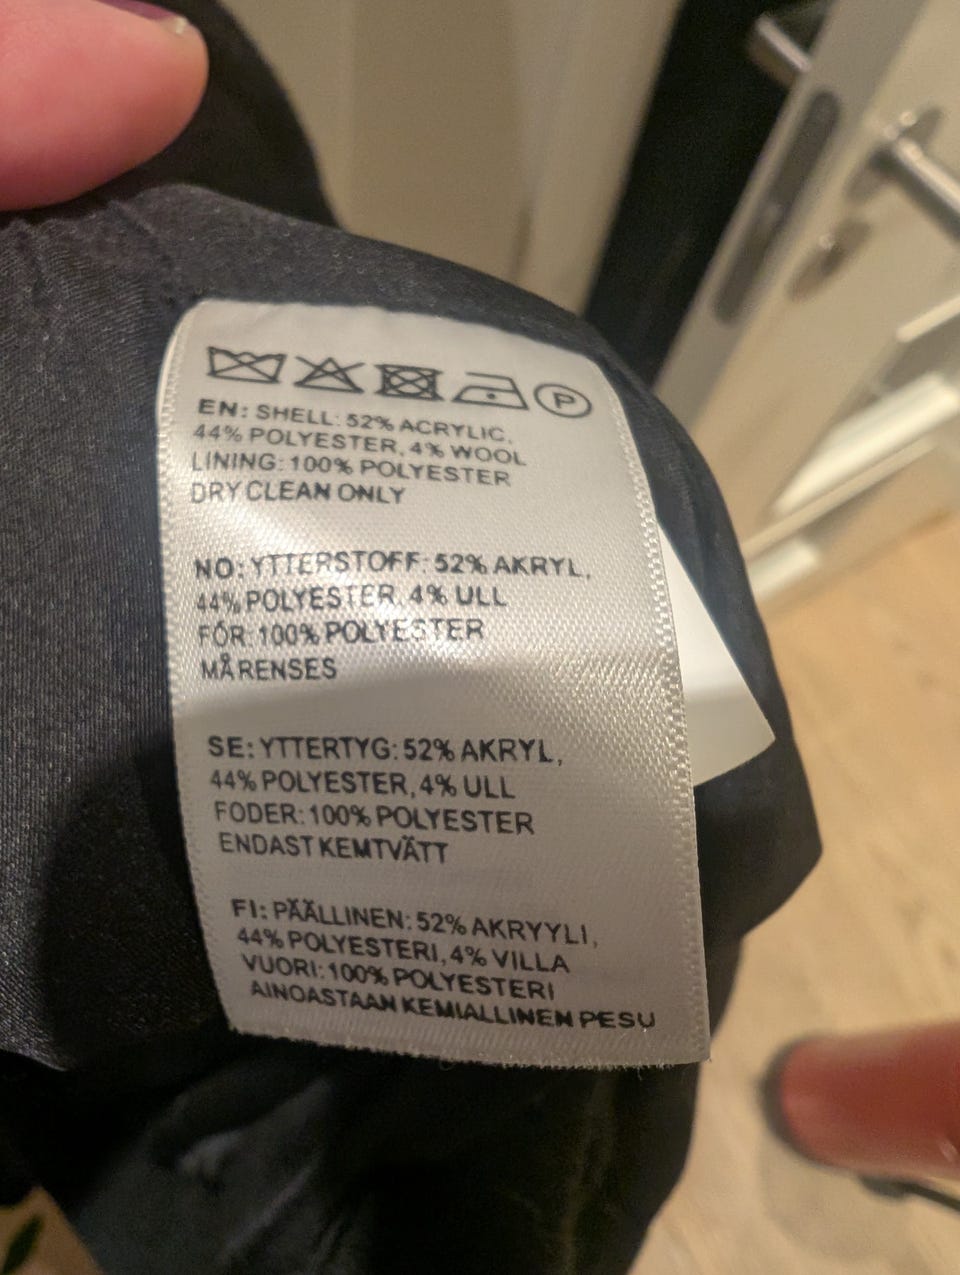 P
EN: SHELL: 52% ACRYLIC,
44% POLYESTER, 4% WOOL
LINING: 100% POLYESTER
DRY CLEAN ONLY
NO: YTTERSTOFF: 52% AKRYL,
44% POLYESTER, 4% ULL
FÓR: 100% POLYESTER
MÅ RENSES
SE: YTTERTYG: 52% AKRYL,
44% POLYESTER, 4% ULL
FODER: 100% POLYESTER
ENDAST KEMTVÄTT
FI: PÄÄLLINEN: 52% AKRYYLI,
44% POLYESTERI, 4% VILLA
VUORI: 100% POLYESTERI
AINOASTAAN KEMIALLINEN PESU